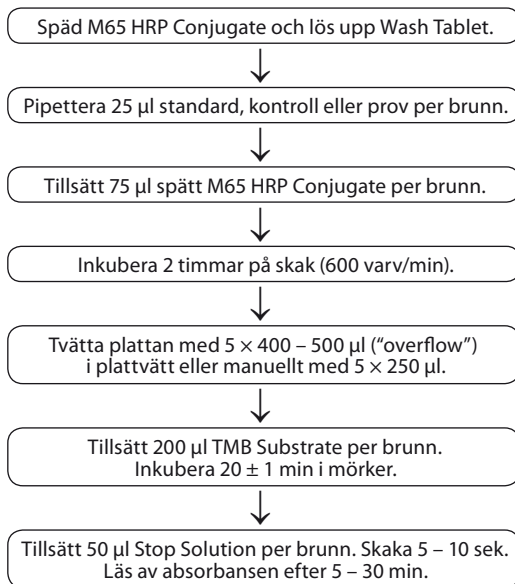 Späd M65 HRP Conjugate och lös upp Wash Tablet.
Pipettera 25 µl standard, kontroll eller prov per brunn.
Tillsätt 75 µl spätt M65 HRP Conjugate per brunn.
Inkubera 2 timmar på skak (600 varv/min).
Tvätta plattan med 5 × 400 – 500 µl (“overflow”)
i plattvätt eller manuellt med 5 × 250 µl.
Tillsätt 200 µl TMB Substrate per brunn.
Inkubera 20 ± 1 min i mörker.
Tillsätt 50 µl Stop Solution per brunn. Skaka 5 – 10 sek.
Läs av absorbansen efter 5 – 30 min.